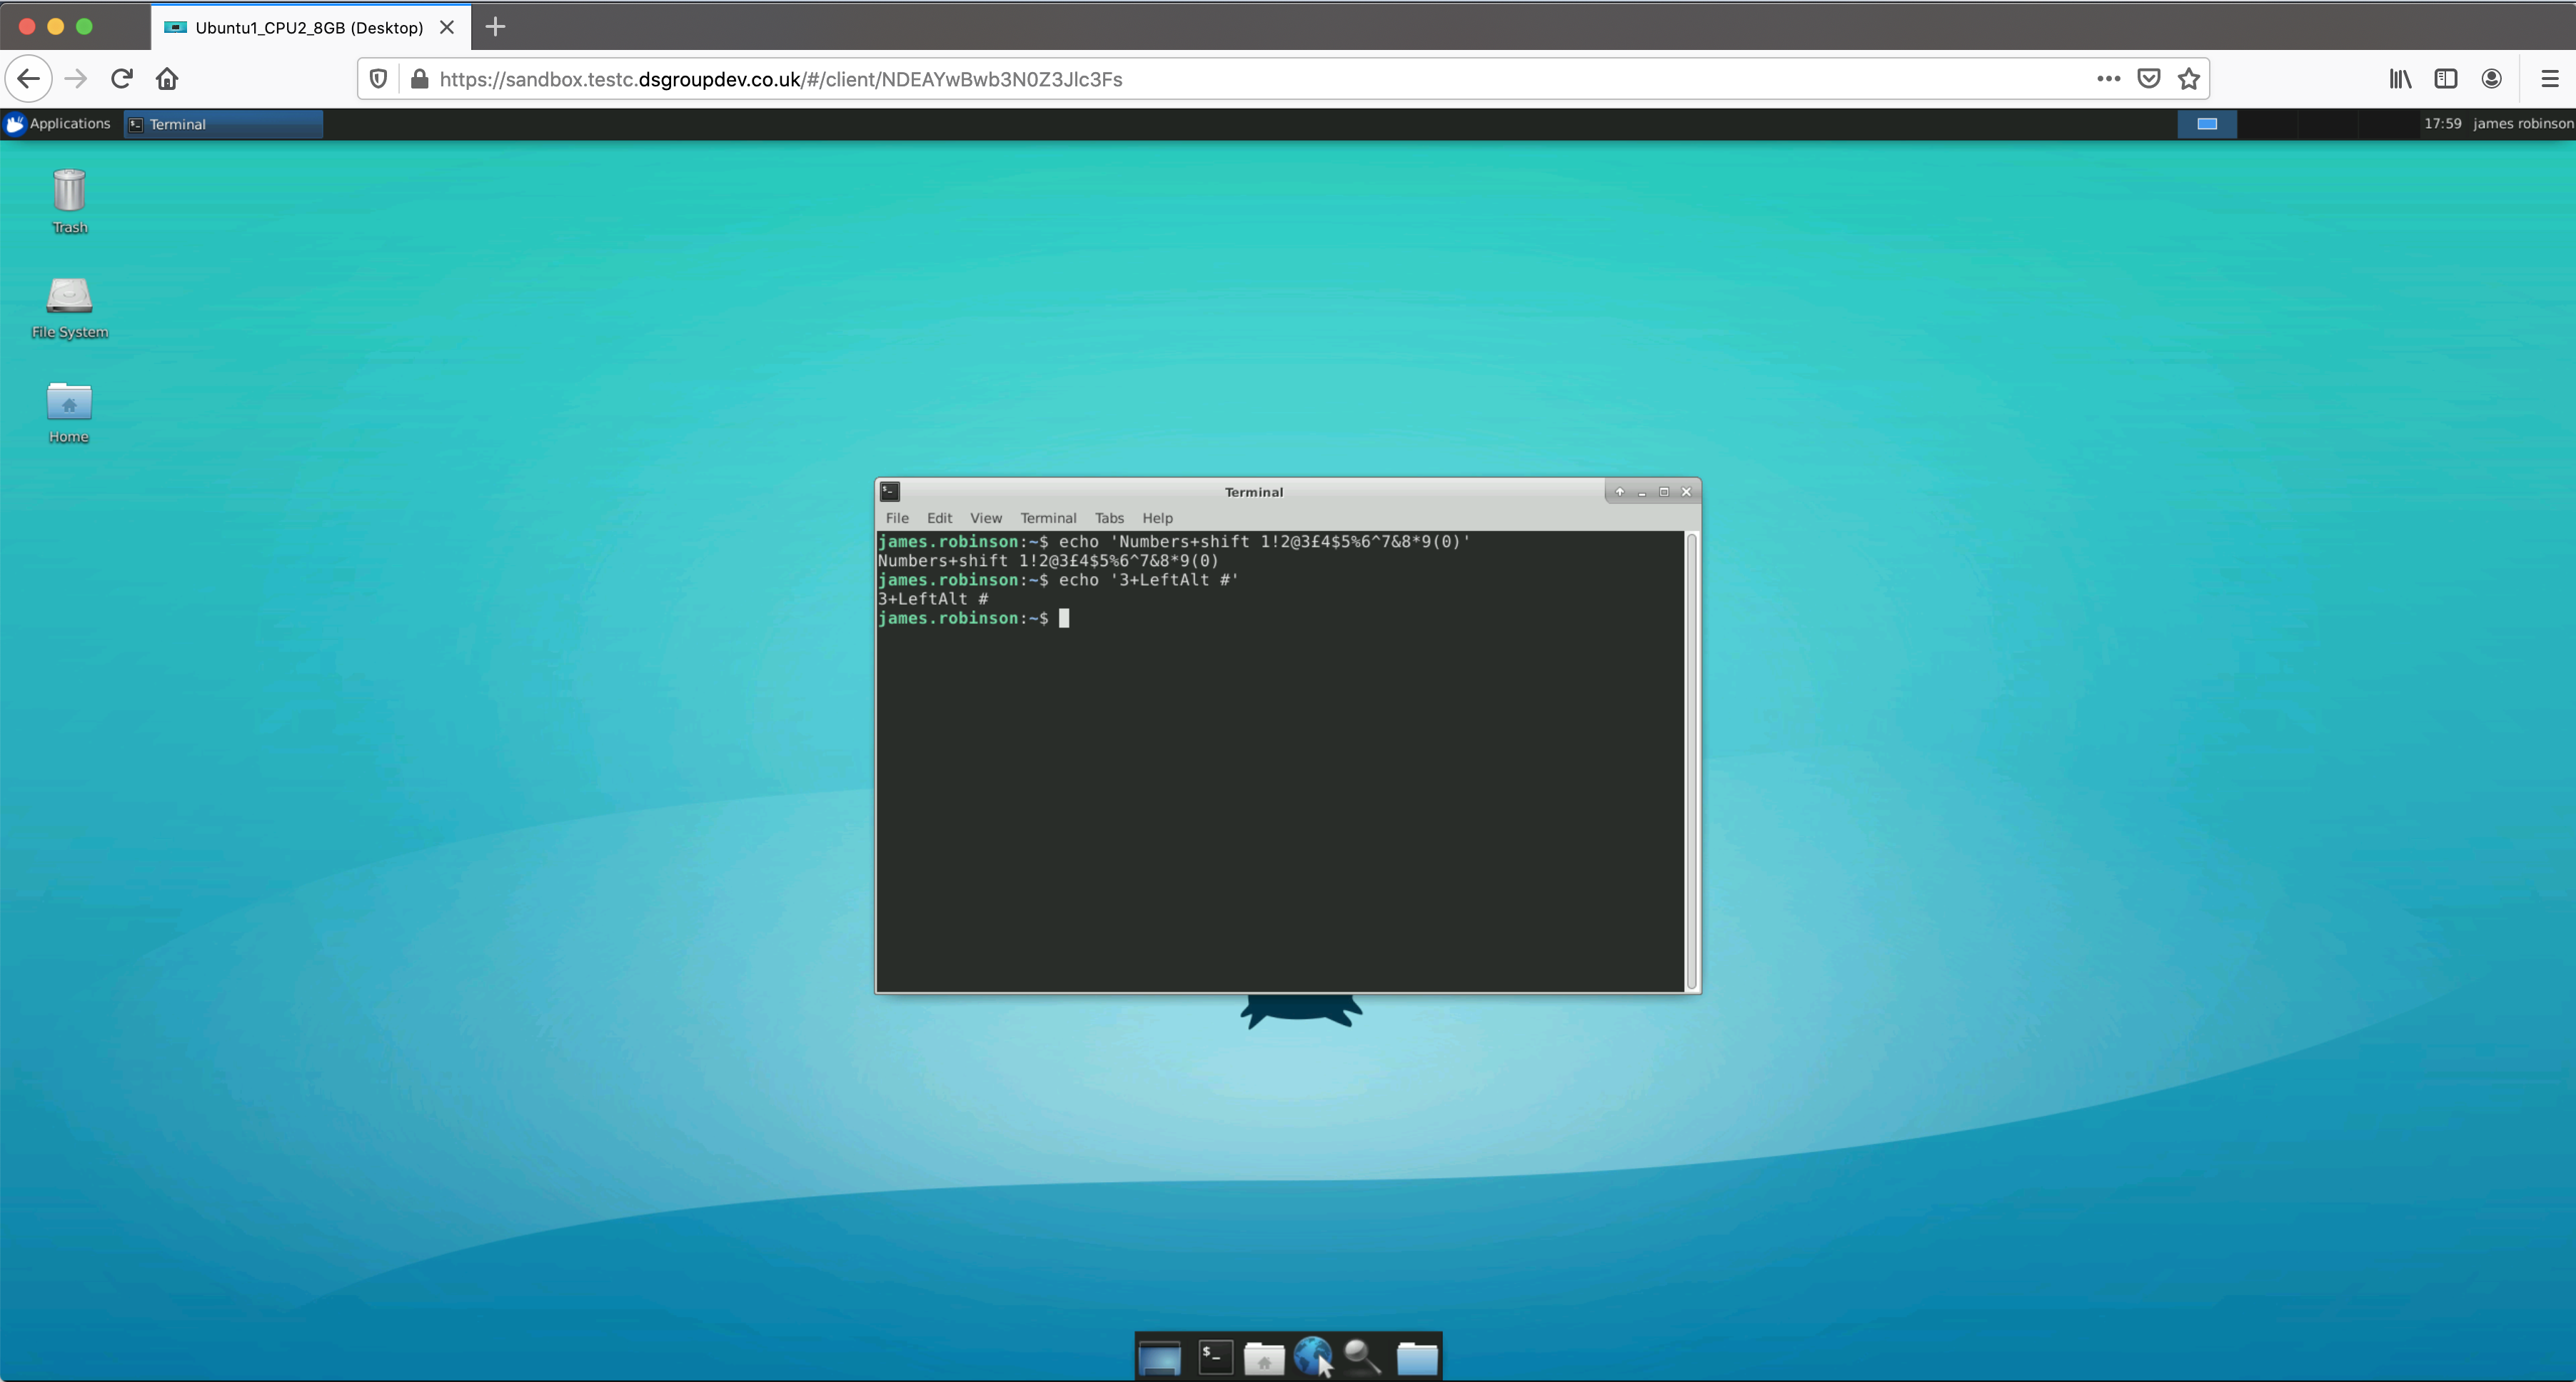 Ubuntu1_CPU2_8GB (Desktop)
https://sandbox.testc.dsgroupdev.co.uk/#/client/NDEAYwBwb3N0Z3Jlc3Fs
Applications
Terminal
17:59 james robinson
Trash
File System
Home
Terminal
File Edit View Terminal Tabs Help
james.robinson:~$ echo 'Numbers+shift 1!2@3£4$5%6^7&8*9(0)'
Numbers+shift 1!2@3£4$5%6^7&8*9(0)
james.robinson:~$ echo '3+LeftAlt #'
3+LeftAlt #
james.robinson:~$